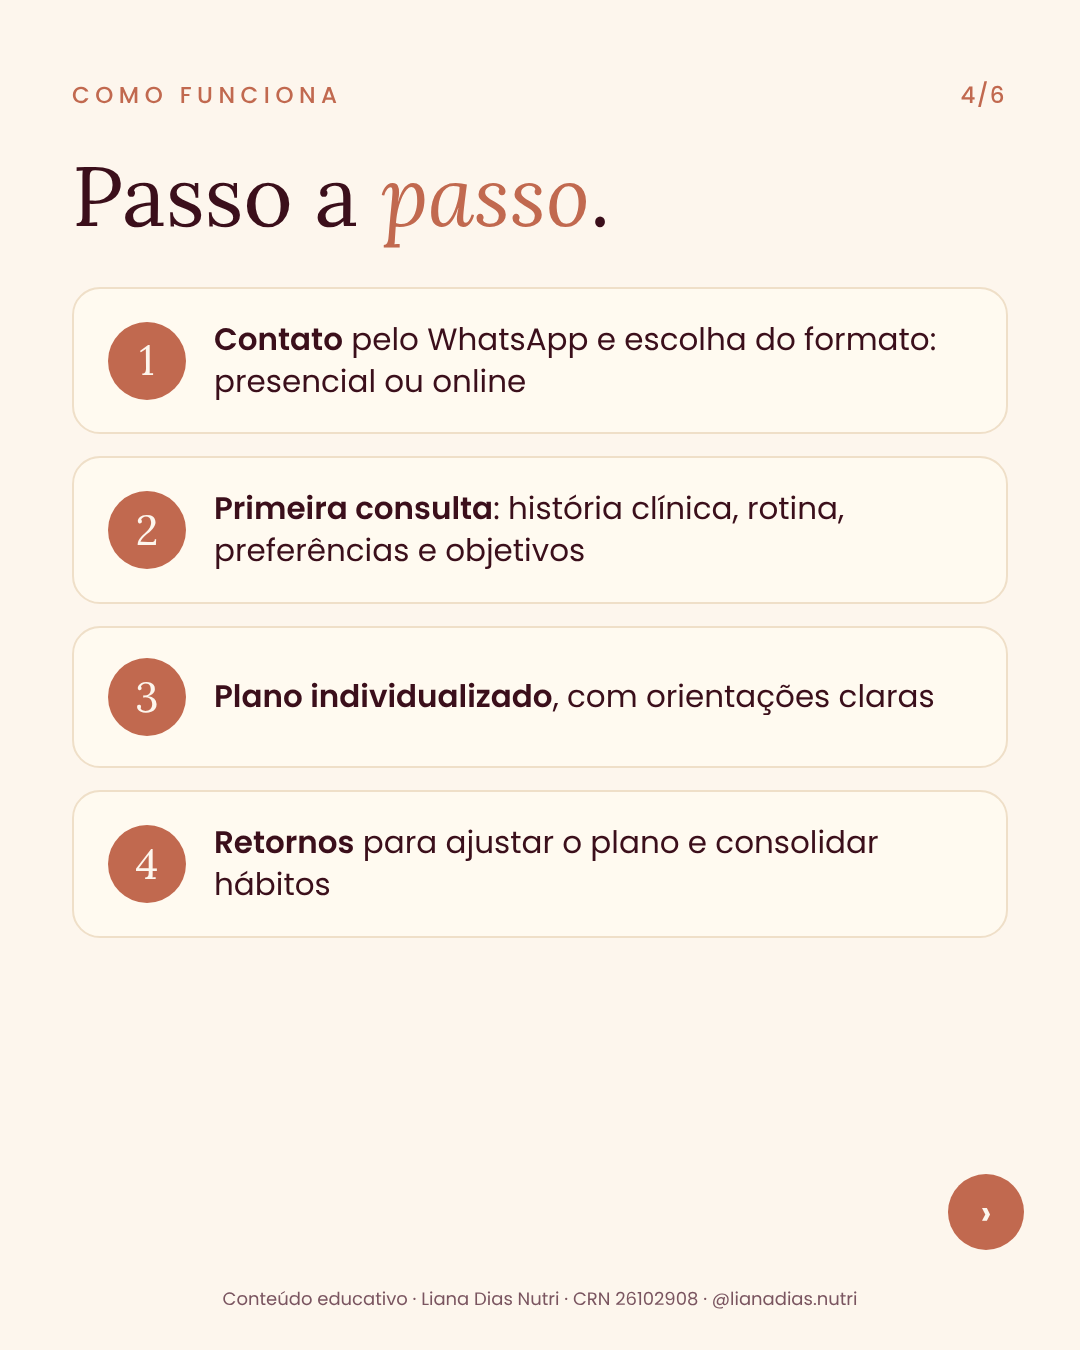 COMO FUNCIONA
4/6
Passo a passo.
1
Contato pelo WhatsApp e escolha do formato:
presencial ou online
2
Primeira consulta: história clínica, rotina,
preferências e objetivos
3
Plano individualizado, com orientações claras
4
Retornos para ajustar o plano e consolidar
hábitos
›
Conteúdo educativo · Liana Dias Nutri · CRN 26102908 · @lianadias.nutri